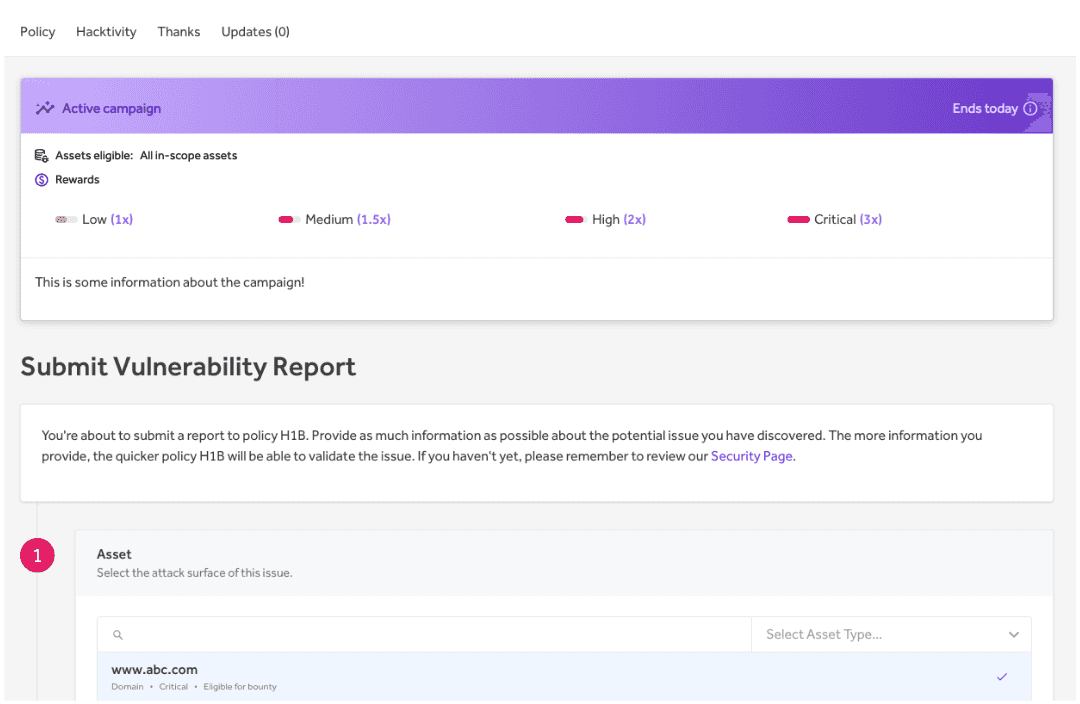 Policy Hacktivity Thanks Updates (0)
Active campaign Ends today
Assets eligible: All in-scope assets
Rewards
Low (1x) Medium (1.5x) High (2x) Critical (3x)
This is some information about the campaign!
Submit Vulnerability Report
You're about to submit a report to policy H1B. Provide as much information as possible about the potential issue you have discovered. The more information you
provide, the quicker policy H1B will be able to validate the issue. If you haven't yet, please remember to review our Security Page.
1
Asset
Select the attack surface of this issue.
Select Asset Type...
www.abc.com
Domain • Critical • Eligible for bounty